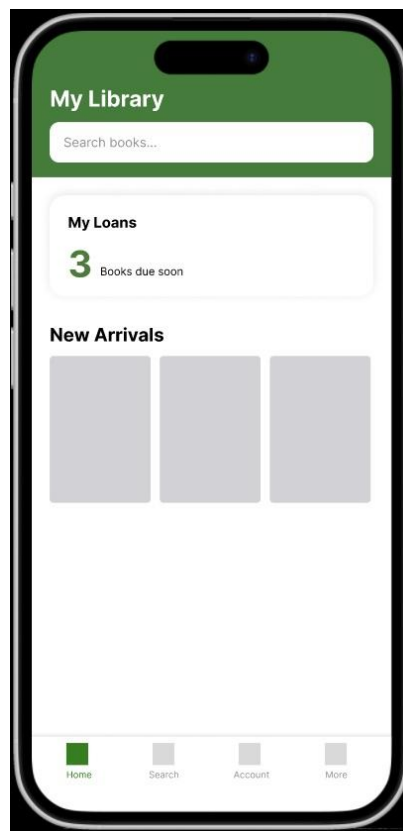 My Library
Search books...
My Loans
3 Books due soon
New Arrivals
Home Search Account More